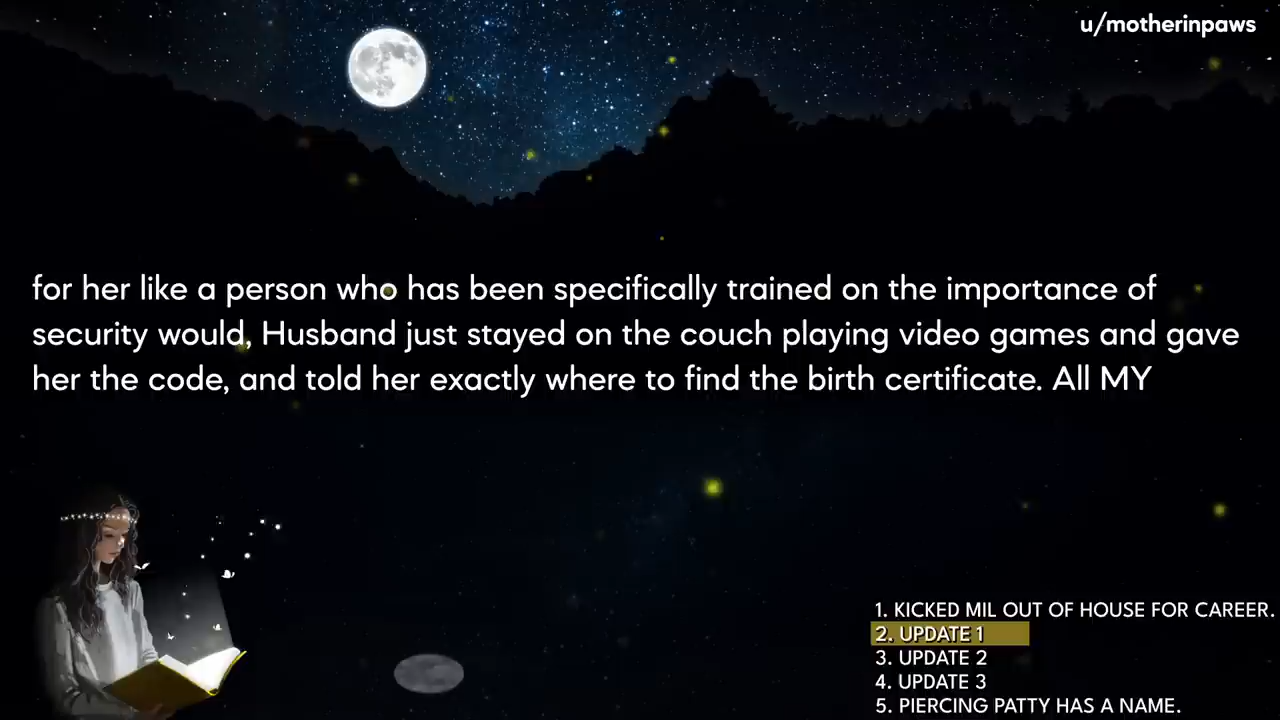 u/motherinpaws
for her like a person who has been specifically trained on the importance of
security would, Husband just stayed on the couch playing video games and gave
her the code, and told her exactly where to find the birth certificate. All MY
1. KICKED MIL OUT OF HOUSE FOR CAREER.
2. UPDATE 1
3. UPDATE 2
4. UPDATE 3
5. PIERCING PATTY HAS A NAME.